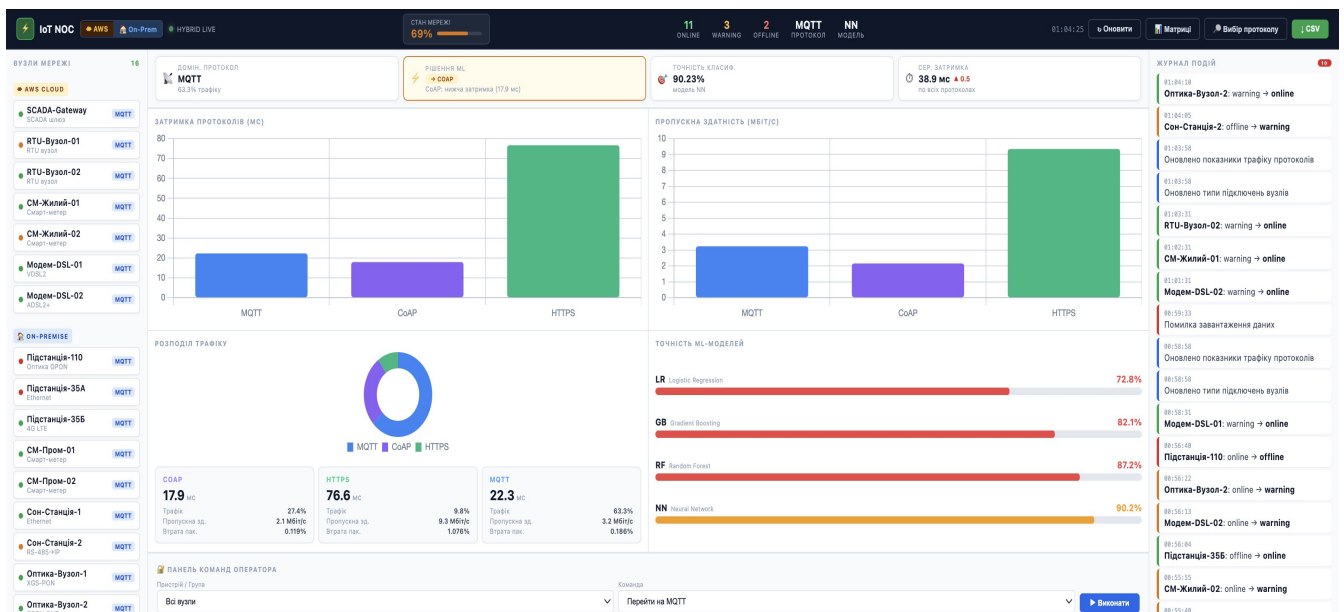 IoT NOC
AWS
On-Prem
HYBRID LIVE
СТАН МЕРЕЖІ
69%
11
ONLINE
3
WARNING
2
OFFLINE
MQTT
ПРОТОКОЛ
NN
МОДЕЛЬ
01:04:25
↻ Оновити
Матриці
Вибір протоколу
↓ CSV
ВУЗЛИ МЕРЕЖІ 16
AWS CLOUD
SCADA-Gateway MQTT
SCADA шлюз
RTU-Вузол-01 MQTT
RTU вузол
RTU-Вузол-02 MQTT
RTU вузол
СМ-Жилий-01 MQTT
Смарт-метер
СМ-Жилий-02 MQTT
Смарт-метер
Модем-DSL-01 MQTT
VDSL2
Модем-DSL-02 MQTT
ADSL2+
ON-PREMISE
Підстанція-110 MQTT
Оптика GPON
Підстанція-35А MQTT
Ethernet
Підстанція-35Б MQTT
4G LTE
СМ-Пром-01 MQTT
Смарт-метер
СМ-Пром-02 MQTT
Смарт-метер
Сон-Станція-1 MQTT
Ethernet
Сон-Станція-2 MQTT
RS-485→IP
Оптика-Вузол-1 MQTT
XGS-PON
Оптика-Вузол-2 MQTT
ДОМІН. ПРОТОКОЛ
MQTT
63.3% трафіку
РІШЕННЯ ML
→ COAP
CoAP: нижча затримка (17.9 мс)
ТОЧНІСТЬ КЛАСИФ.
90.23%
модель NN
СЕР. ЗАТРИМКА
38.9 мс ▲ 0.5
по всіх протоколах
ЗАТРИМКА ПРОТОКОЛІВ (МС)
80
70
60
50
40
30
20
10
0
MQTT CoAP HTTPS
ПРОПУСКНА ЗДАТНІСТЬ (МБІТ/С)
10
9
8
7
6
5
4
3
2
1
0
MQTT CoAP HTTPS
РОЗПОДІЛ ТРАФІКУ
MQTT CoAP HTTPS
COAP
17.9 мс
Трафік 27.4%
Пропускна зд. 2.1 Мбіт/с
Втрата пак. 0.119%
HTTPS
76.6 мс
Трафік 9.8%
Пропускна зд. 9.3 Мбіт/с
Втрата пак. 1.076%
MQTT
22.3 мс
Трафік 63.3%
Пропускна зд. 3.2 Мбіт/с
Втрата пак. 0.186%
ТОЧНІСТЬ ML-МОДЕЛЕЙ
LR Logistic Regression 72.8%
GB Gradient Boosting 82.1%
RF Random Forest 87.2%
NN Neural Network 90.2%
ПАНЕЛЬ КОМАНД ОПЕРАТОРА
Пристрій / Група
Всі вузли
Команда
Перейти на MQTT
▶ Виконати
ЖУРНАЛ ПОДІЙ
01:04:10
Оптика-Вузол-2: warning → online
01:04:05
Сон-Станція-2: offline → warning
01:03:58
Оновлено показники трафіку протоколів
01:03:58
Оновлено типи підключень вузлів
01:03:31
RTU-Вузол-02: warning → online
01:02:31
СМ-Жилий-01: warning → online
01:01:31
Модем-DSL-02: warning → online
00:59:33
Помилка завантаження даних
00:58:58
Оновлено показники трафіку протоколів
00:58:58
Оновлено типи підключень вузлів
00:58:31
Модем-DSL-01: warning → online
00:56:40
Підстанція-110: online → offline
00:56:22
Оптика-Вузол-2: online → warning
00:56:13
Модем-DSL-02: online → warning
00:56:04
Підстанція-35Б: offline → online
00:55:55
СМ-Жилий-02: online → warning